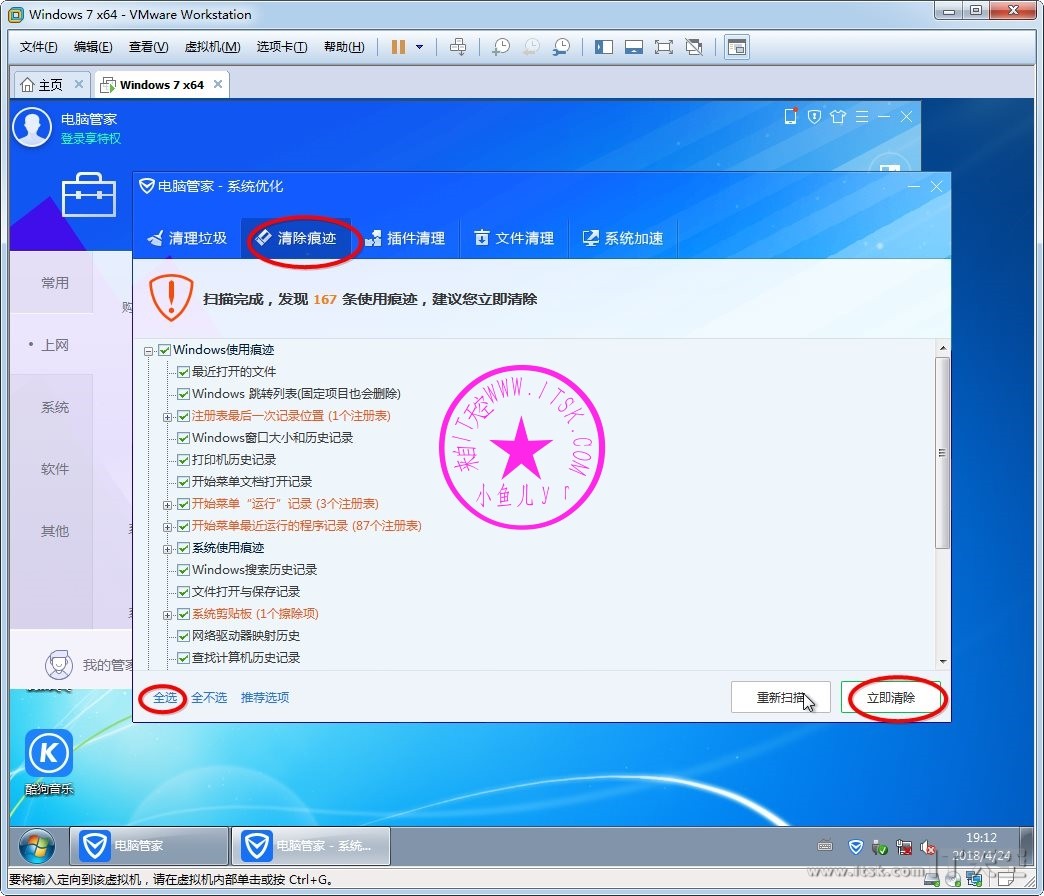 Windows 7 x64 - VMware Workstation
文件(F) 编辑(E) 查看(V) 虚拟机(M) 选项卡(T) 帮助(H)
主页 Windows 7 x64
电脑管家
登录享特权
电脑管家 - 系统优化
清理垃圾 清除痕迹 插件清理 文件清理 系统加速
常用
购
扫描完成，发现 167 条使用痕迹，建议您立即清除
上网
系统
软件
其他
Windows使用痕迹
最近打开的文件
Windows 跳转列表(固定项目也会删除)
注册表最后一次记录位置 (1个注册表)
Windows窗口大小和历史记录
打印机历史记录
开始菜单文档打开记录
开始菜单“运行”记录 (3个注册表)
开始菜单最近运行的程序记录 (87个注册表)
系统使用痕迹
Windows搜索历史记录
文件打开与保存记录
系统剪贴板 (1个擦除项)
网络驱动器映射历史
查找计算机历史记录
来自IT天空WWW.ITSK.COM
小鱼儿yr
我的管家
全选 全不选 推荐选项 重新扫描 立即清除
K
酷狗音乐
电脑管家 电脑管家 - 系统...
19:12
2018/4/24
www.itsk.com
要将输入定向到该虚拟机，请在虚拟机内部单击或按 Ctrl+G。